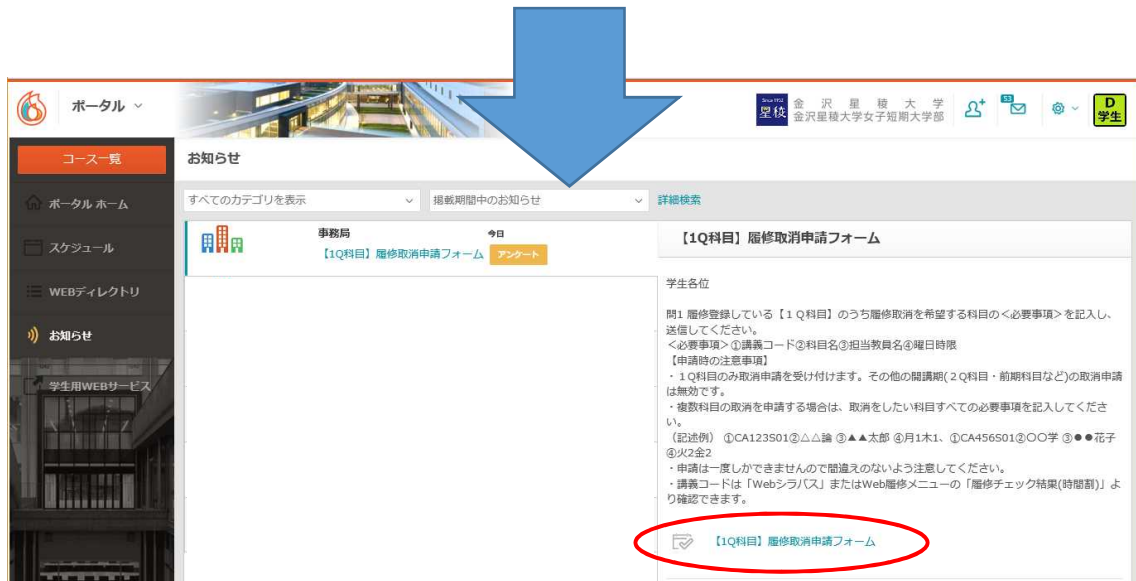 ポータル
Since 1932
星稜
金沢星稜大学
金沢星稜大学女子短期大学部
53
D
学生
コース一覧
お知らせ
ポータル ホーム
スケジュール
WEBディレクトリ
お知らせ
学生用WEBサービス
すべてのカテゴリを表示
掲載期間中のお知らせ
詳細検索
事務局
今日
【1Q科目】履修取消申請フォーム
アンケート
【1Q科目】履修取消申請フォーム
学生各位
問1 履修登録している【１Ｑ科目】のうち履修取消を希望する科目の＜必要事項＞を記入し、
送信してください。
＜必要事項＞①講義コード②科目名③担当教員名④曜日時限
【申請時の注意事項】
・１Ｑ科目のみ取消申請を受け付けます。その他の開講期(２Ｑ科目・前期科目など)の取消申請
は無効です。
・複数科目の取消を申請する場合は、取消をしたい科目すべての必要事項を記入してくださ
い。
（記述例） ①CA123S01②△△論 ③▲▲太郎 ④月1木1、①CA456S01②〇〇学 ③●●花子
④火2金2
・申請は一度しかできませんので間違えのないよう注意してください。
・講義コードは「Webシラバス」またはWeb履修メニューの「履修チェック結果(時間割)」よ
り確認できます。
【1Q科目】履修取消申請フォーム